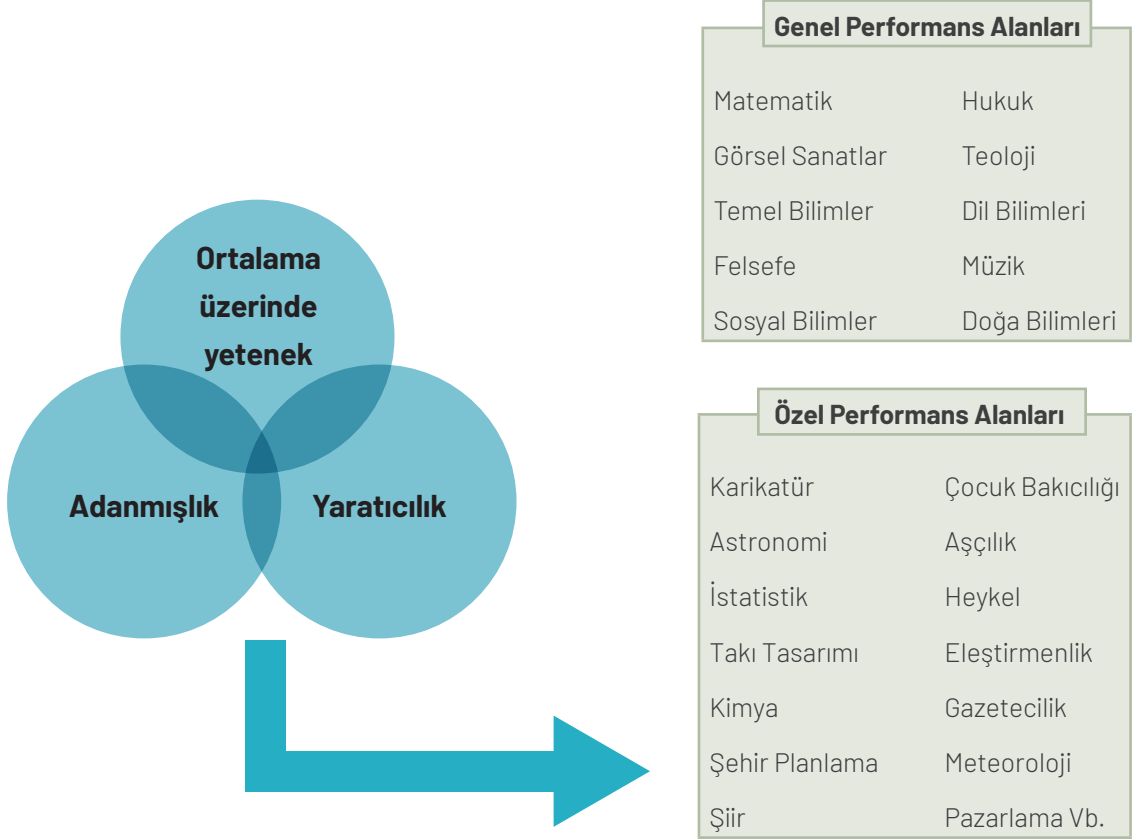 Ortalama
üzerinde
yetenek
Adanmışlık
Yaratıcılık
Genel Performans Alanları
Matematik
Hukuk
Görsel Sanatlar
Teoloji
Temel Bilimler
Dil Bilimleri
Felsefe
Müzik
Sosyal Bilimler
Doğa Bilimleri
Özel Performans Alanları
Karikatür
Çocuk Bakıcılığı
Astronomi
Aşçılık
İstatistik
Heykel
Takı Tasarımı
Eleştirmenlik
Kimya
Gazetecilik
Şehir Planlama
Meteoroloji
Şiir
Pazarlama Vb.